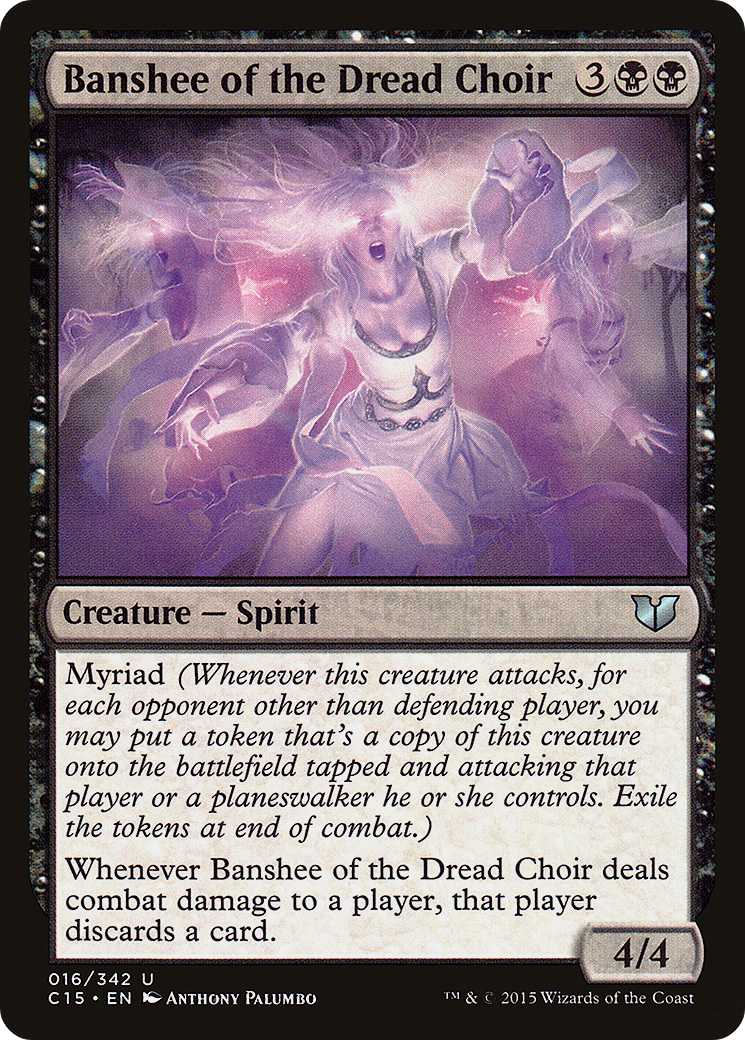 Banshee of the Dread Choir 3
Creature — Spirit
Myriad (Whenever this creature attacks, for
each opponent other than defending player, you
may put a token that's a copy of this creature
onto the battlefield tapped and attacking that
player or a planeswalker he or she controls. Exile
the tokens at end of combat.)
Whenever Banshee of the Dread Choir deals
combat damage to a player, that player
discards a card.
4/4
016/342 U
C15 • EN Anthony Palumbo
™ & © 2015 Wizards of the Coast